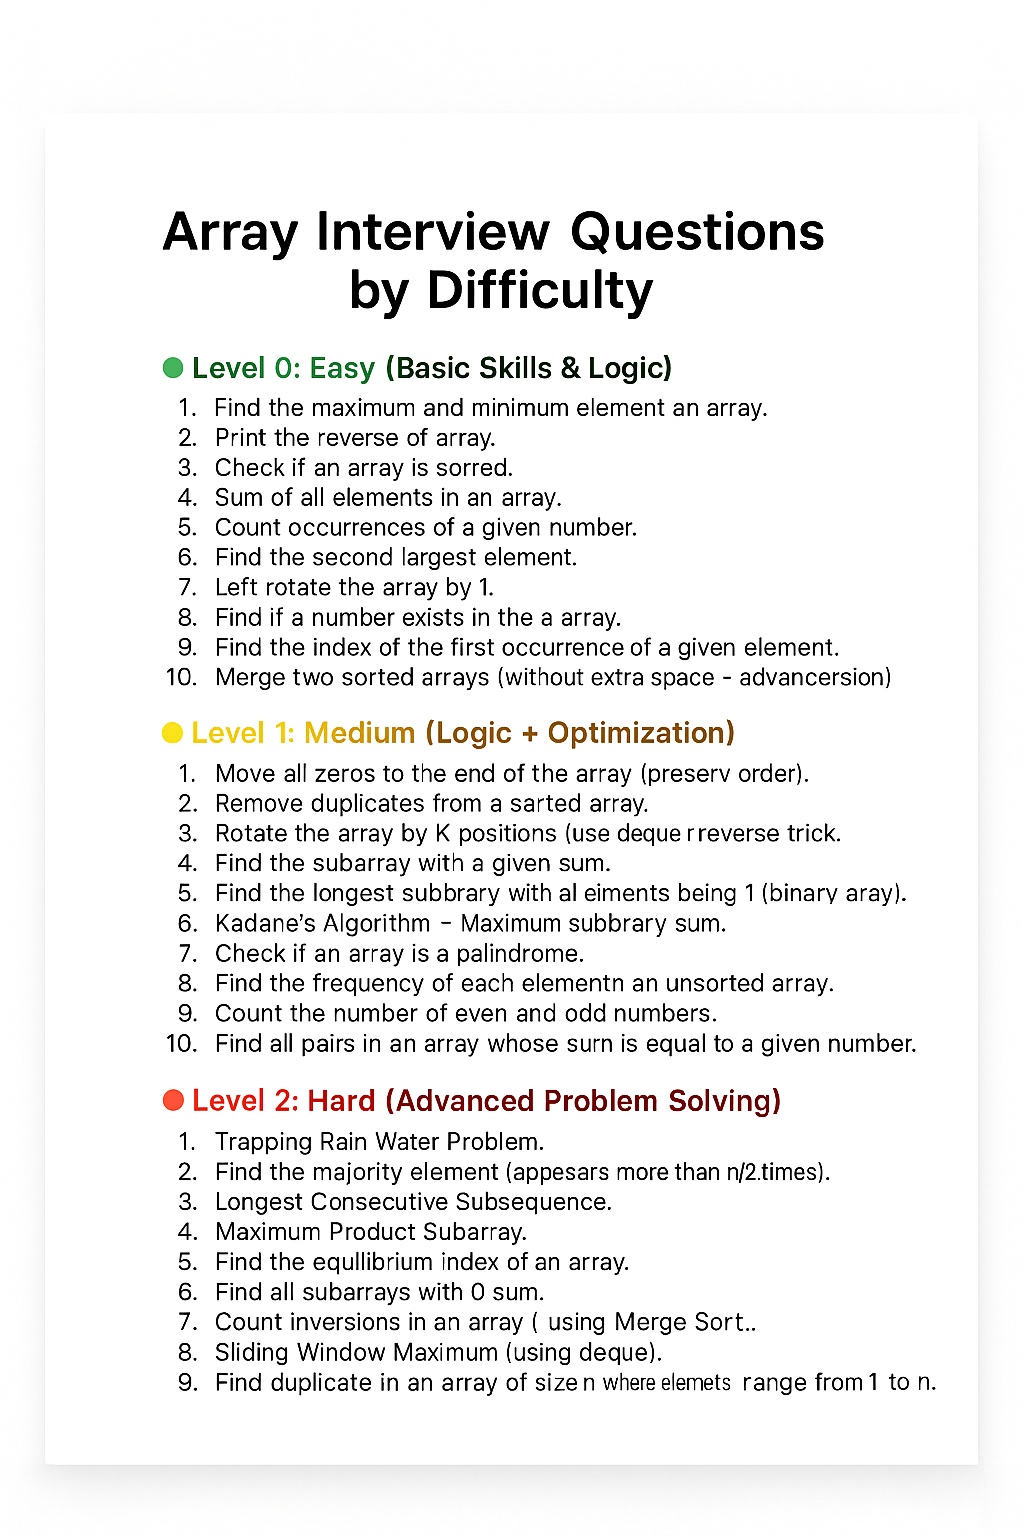 Array Interview Questions
by Difficulty
Level 0: Easy (Basic Skills & Logic)
1. Find the maximum and minimum element an array.
2. Print the reverse of array.
3. Check if an array is sorred.
4. Sum of all elements in an array.
5. Count occurrences of a given number.
6. Find the second largest element.
7. Left rotate the array by 1.
8. Find if a number exists in the a array.
9. Find the index of the first occurrence of a given element.
10. Merge two sorted arrays (without extra space - advancersion)
Level 1: Medium (Logic + Optimization)
1. Move all zeros to the end of the array (preserv order).
2. Remove duplicates from a sarted array.
3. Rotate the array by K positions (use deque r reverse trick.
4. Find the subarray with a given sum.
5. Find the longest subbrary with al eiments being 1 (binary aray).
6. Kadane’s Algorithm – Maximum subbrary sum.
7. Check if an array is a palindrome.
8. Find the frequency of each elementn an unsorted array.
9. Count the number of even and odd numbers.
10. Find all pairs in an array whose surn is equal to a given number.
Level 2: Hard (Advanced Problem Solving)
1. Trapping Rain Water Problem.
2. Find the majority element (appesars more than n/2.times).
3. Longest Consecutive Subsequence.
4. Maximum Product Subarray.
5. Find the equllibrium index of an array.
6. Find all subarrays with 0 sum.
7. Count inversions in an array ( using Merge Sort..
8. Sliding Window Maximum (using deque).
9. Find duplicate in an array of size n where elemets range from 1 to n.